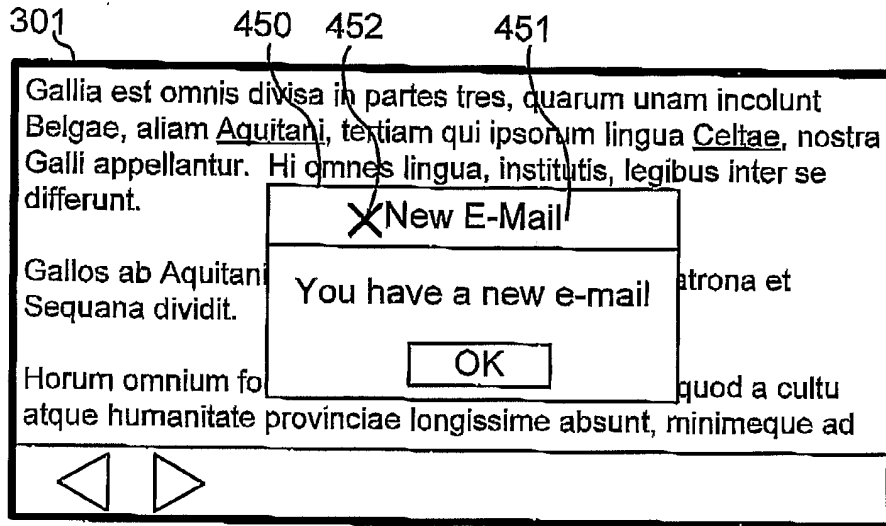 301 450 452 451
Gallia est omnis divisa in partes tres, quarum unam incolunt
Belgae, aliam Aquitani, tertiam qui ipsorum lingua Celtae, nostra
Galli appellantur. Hi omnes lingua, institutis, legibus inter se
differunt.
New E-Mail
Gallos ab Aquitani
atrona et
Sequana dividit.
You have a new e-mail
OK
Horum omnium fo
quod a cultu
atque humanitate provinciae longissime absunt, minimeque ad